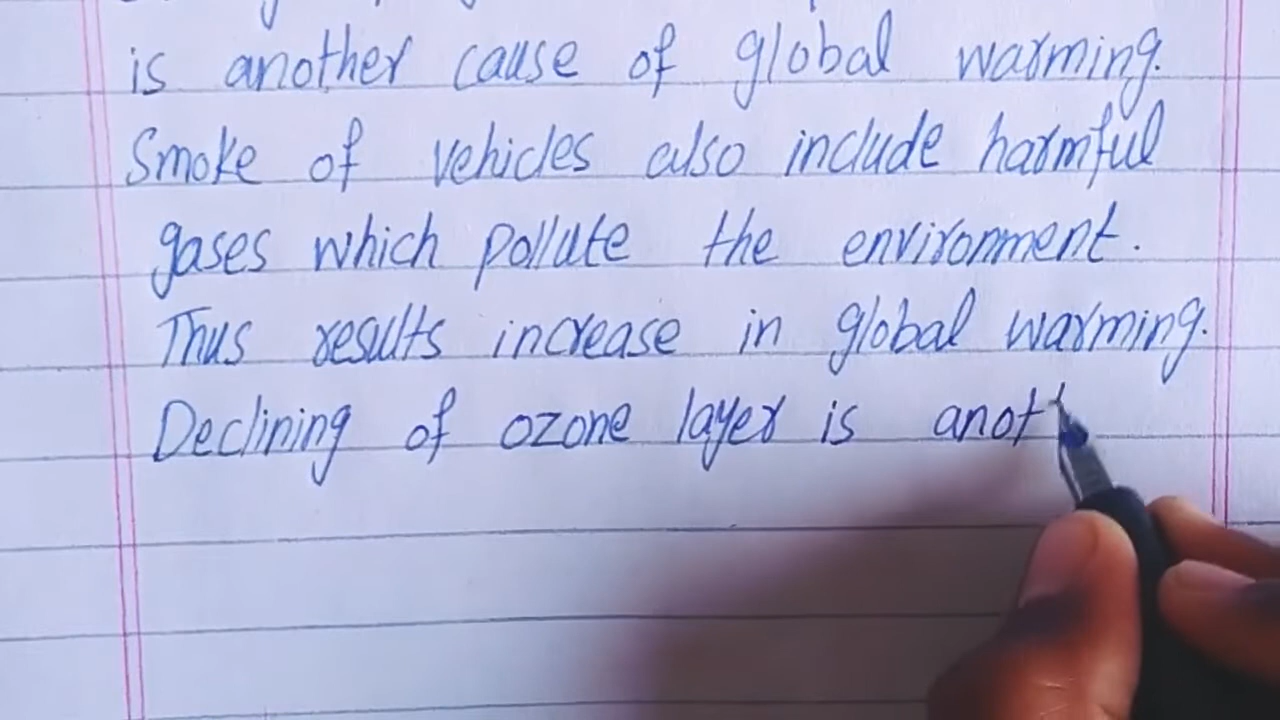 is another cause of global warming.
Smoke of vehicles also include harmful
gases which pollute the environment.
Thus results increase in global warming.
Declining of ozone layer is anoth